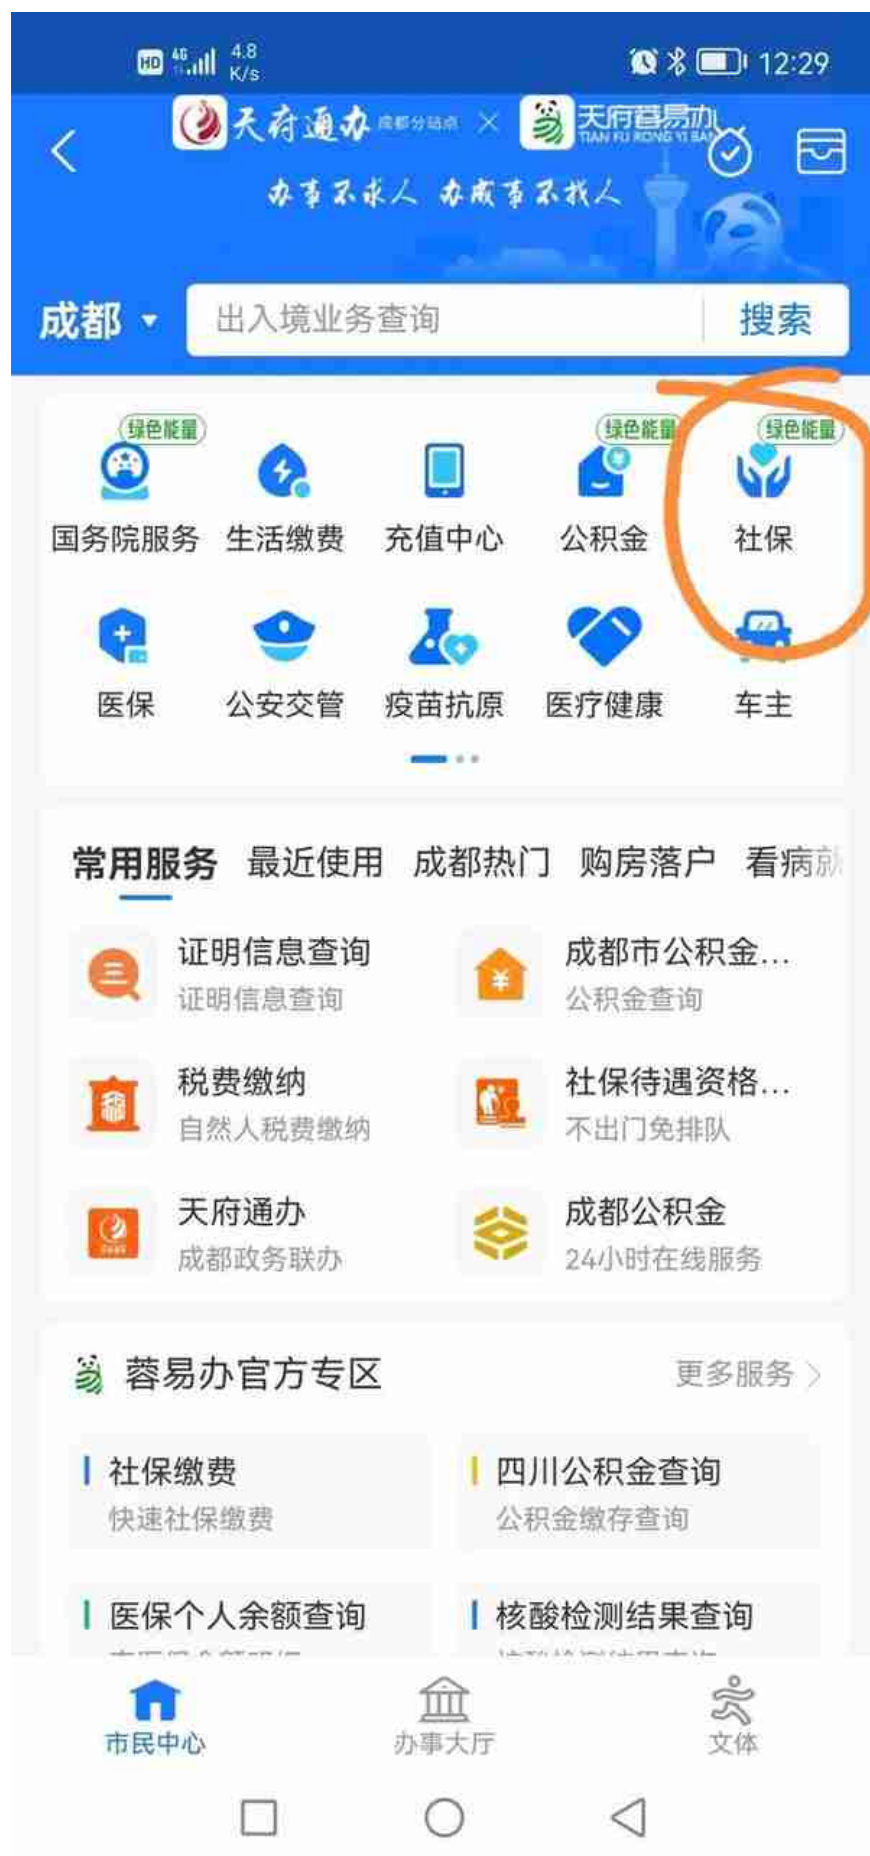 HD 4G 4.8 K/s 12:29
天府通办 成都分站点 × 天府蓉易办
TIAN FU RONG YI BAN
办事不求人 办成事不找人
成都 出入境业务查询 搜索
绿色能量 绿色能量 绿色能量
国务院服务 生活缴费 充值中心 公积金 社保
医保 公安交管 疫苗抗原 医疗健康 车主
常用服务 最近使用 成都热门 购房落户 看病就
证明信息查询 成都市公积金...
证明信息查询 公积金查询
税费缴纳 社保待遇资格...
自然人税费缴纳 不出门免排队
天府通办 成都公积金
成都政务联办 24小时在线服务
蓉易办官方专区 更多服务
社保缴费 四川公积金查询
快速社保缴费 公积金缴存查询
医保个人余额查询 核酸检测结果查询
市民中心 办事大厅 文体